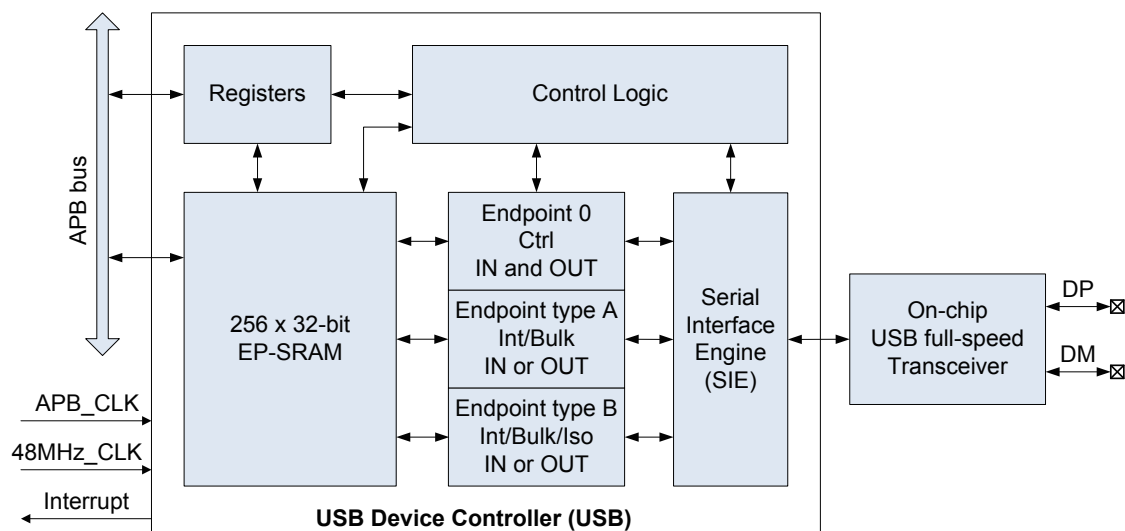 Registers
Control Logic
APB bus
256 x 32-bit
EP-SRAM
Endpoint 0
Ctrl
IN and OUT
Endpoint type A
Int/Bulk
IN or OUT
Endpoint type B
Int/Bulk/Iso
IN or OUT
Serial
Interface
Engine
(SIE)
On-chip
USB full-speed
Transceiver
DP
DM
APB_CLK
48MHz_CLK
Interrupt
USB Device Controller (USB)